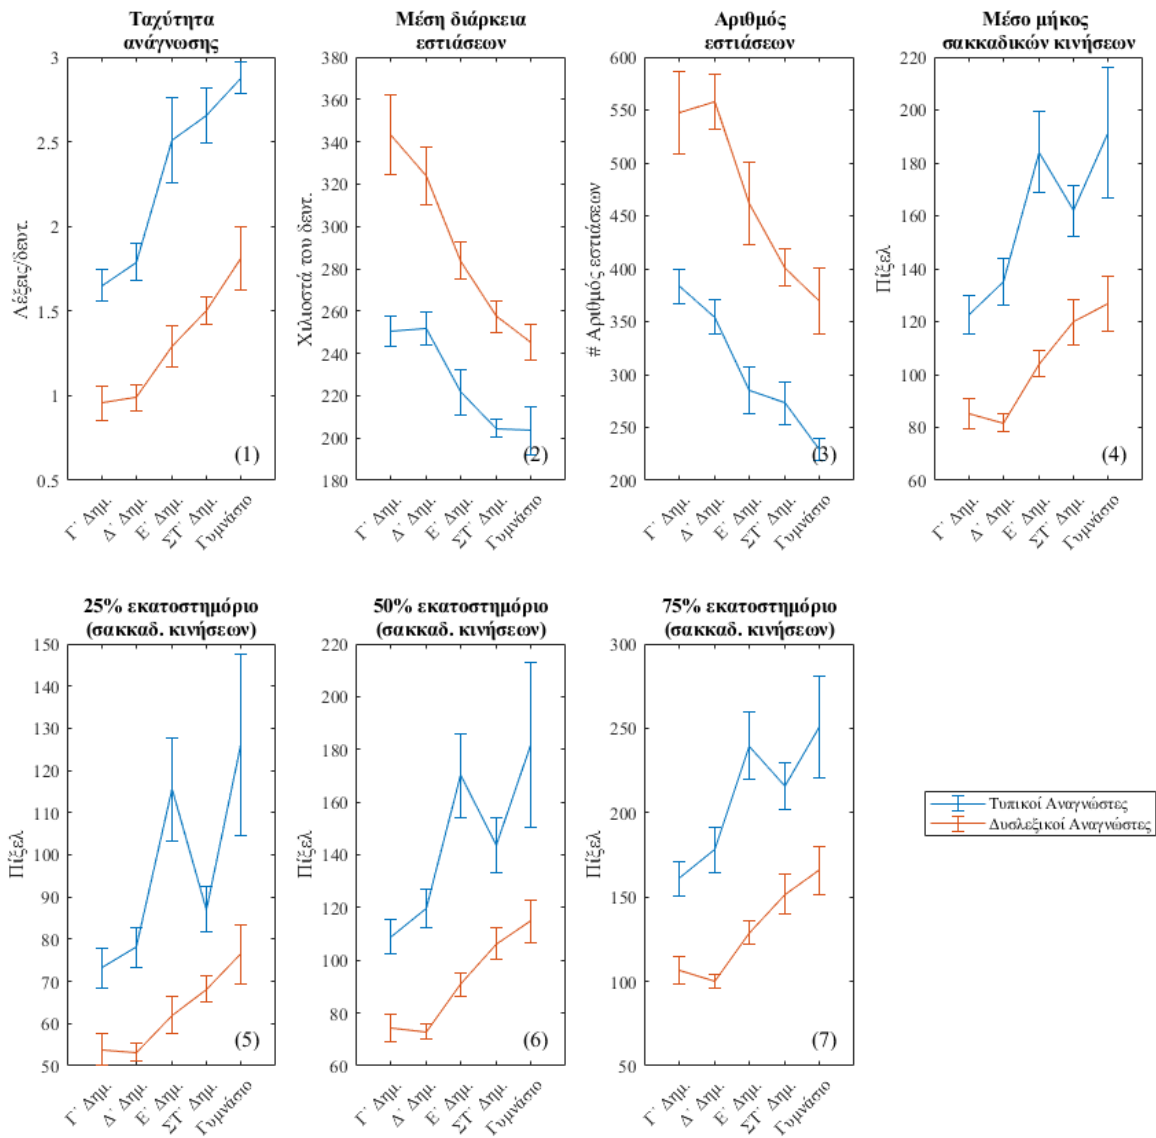 Ταχύτητα
ανάγνωσης
3
2.5
2
1.5
1
0.5
Λέξεις/δευτ.
(1)
Γ΄ Δημ.
Δ΄ Δημ.
Ε΄ Δημ.
ΣΤ΄ Δημ.
Γυμνάσιο
Μέση διάρκεια
εστιάσεων
380
360
340
320
300
280
260
240
220
200
180
Χιλιοστά του δευτ.
(2)
Γ΄ Δημ.
Δ΄ Δημ.
Ε΄ Δημ.
ΣΤ΄ Δημ.
Γυμνάσιο
Αριθμός
εστιάσεων
600
550
500
450
400
350
300
250
200
# Αριθμός εστιάσεων
(3)
Γ΄ Δημ.
Δ΄ Δημ.
Ε΄ Δημ.
ΣΤ΄ Δημ.
Γυμνάσιο
Μέσο μήκος
σακκαδικών κινήσεων
220
200
180
160
140
120
100
80
60
Πίξελ
(4)
Γ΄ Δημ.
Δ΄ Δημ.
Ε΄ Δημ.
ΣΤ΄ Δημ.
Γυμνάσιο
25% εκατοστημόριο
(σακκαδ. κινήσεων)
150
140
130
120
110
100
90
80
70
60
50
Πίξελ
(5)
Γ΄ Δημ.
Δ΄ Δημ.
Ε΄ Δημ.
ΣΤ΄ Δημ.
Γυμνάσιο
50% εκατοστημόριο
(σακκαδ. κινήσεων)
220
200
180
160
140
120
100
80
60
Πίξελ
(6)
Γ΄ Δημ.
Δ΄ Δημ.
Ε΄ Δημ.
ΣΤ΄ Δημ.
Γυμνάσιο
75% εκατοστημόριο
(σακκαδ. κινήσεων)
300
250
200
150
100
50
Πίξελ
(7)
Γ΄ Δημ.
Δ΄ Δημ.
Ε΄ Δημ.
ΣΤ΄ Δημ.
Γυμνάσιο
Τυπικοί Αναγνώστες
Δυσλεξικοί Αναγνώστες